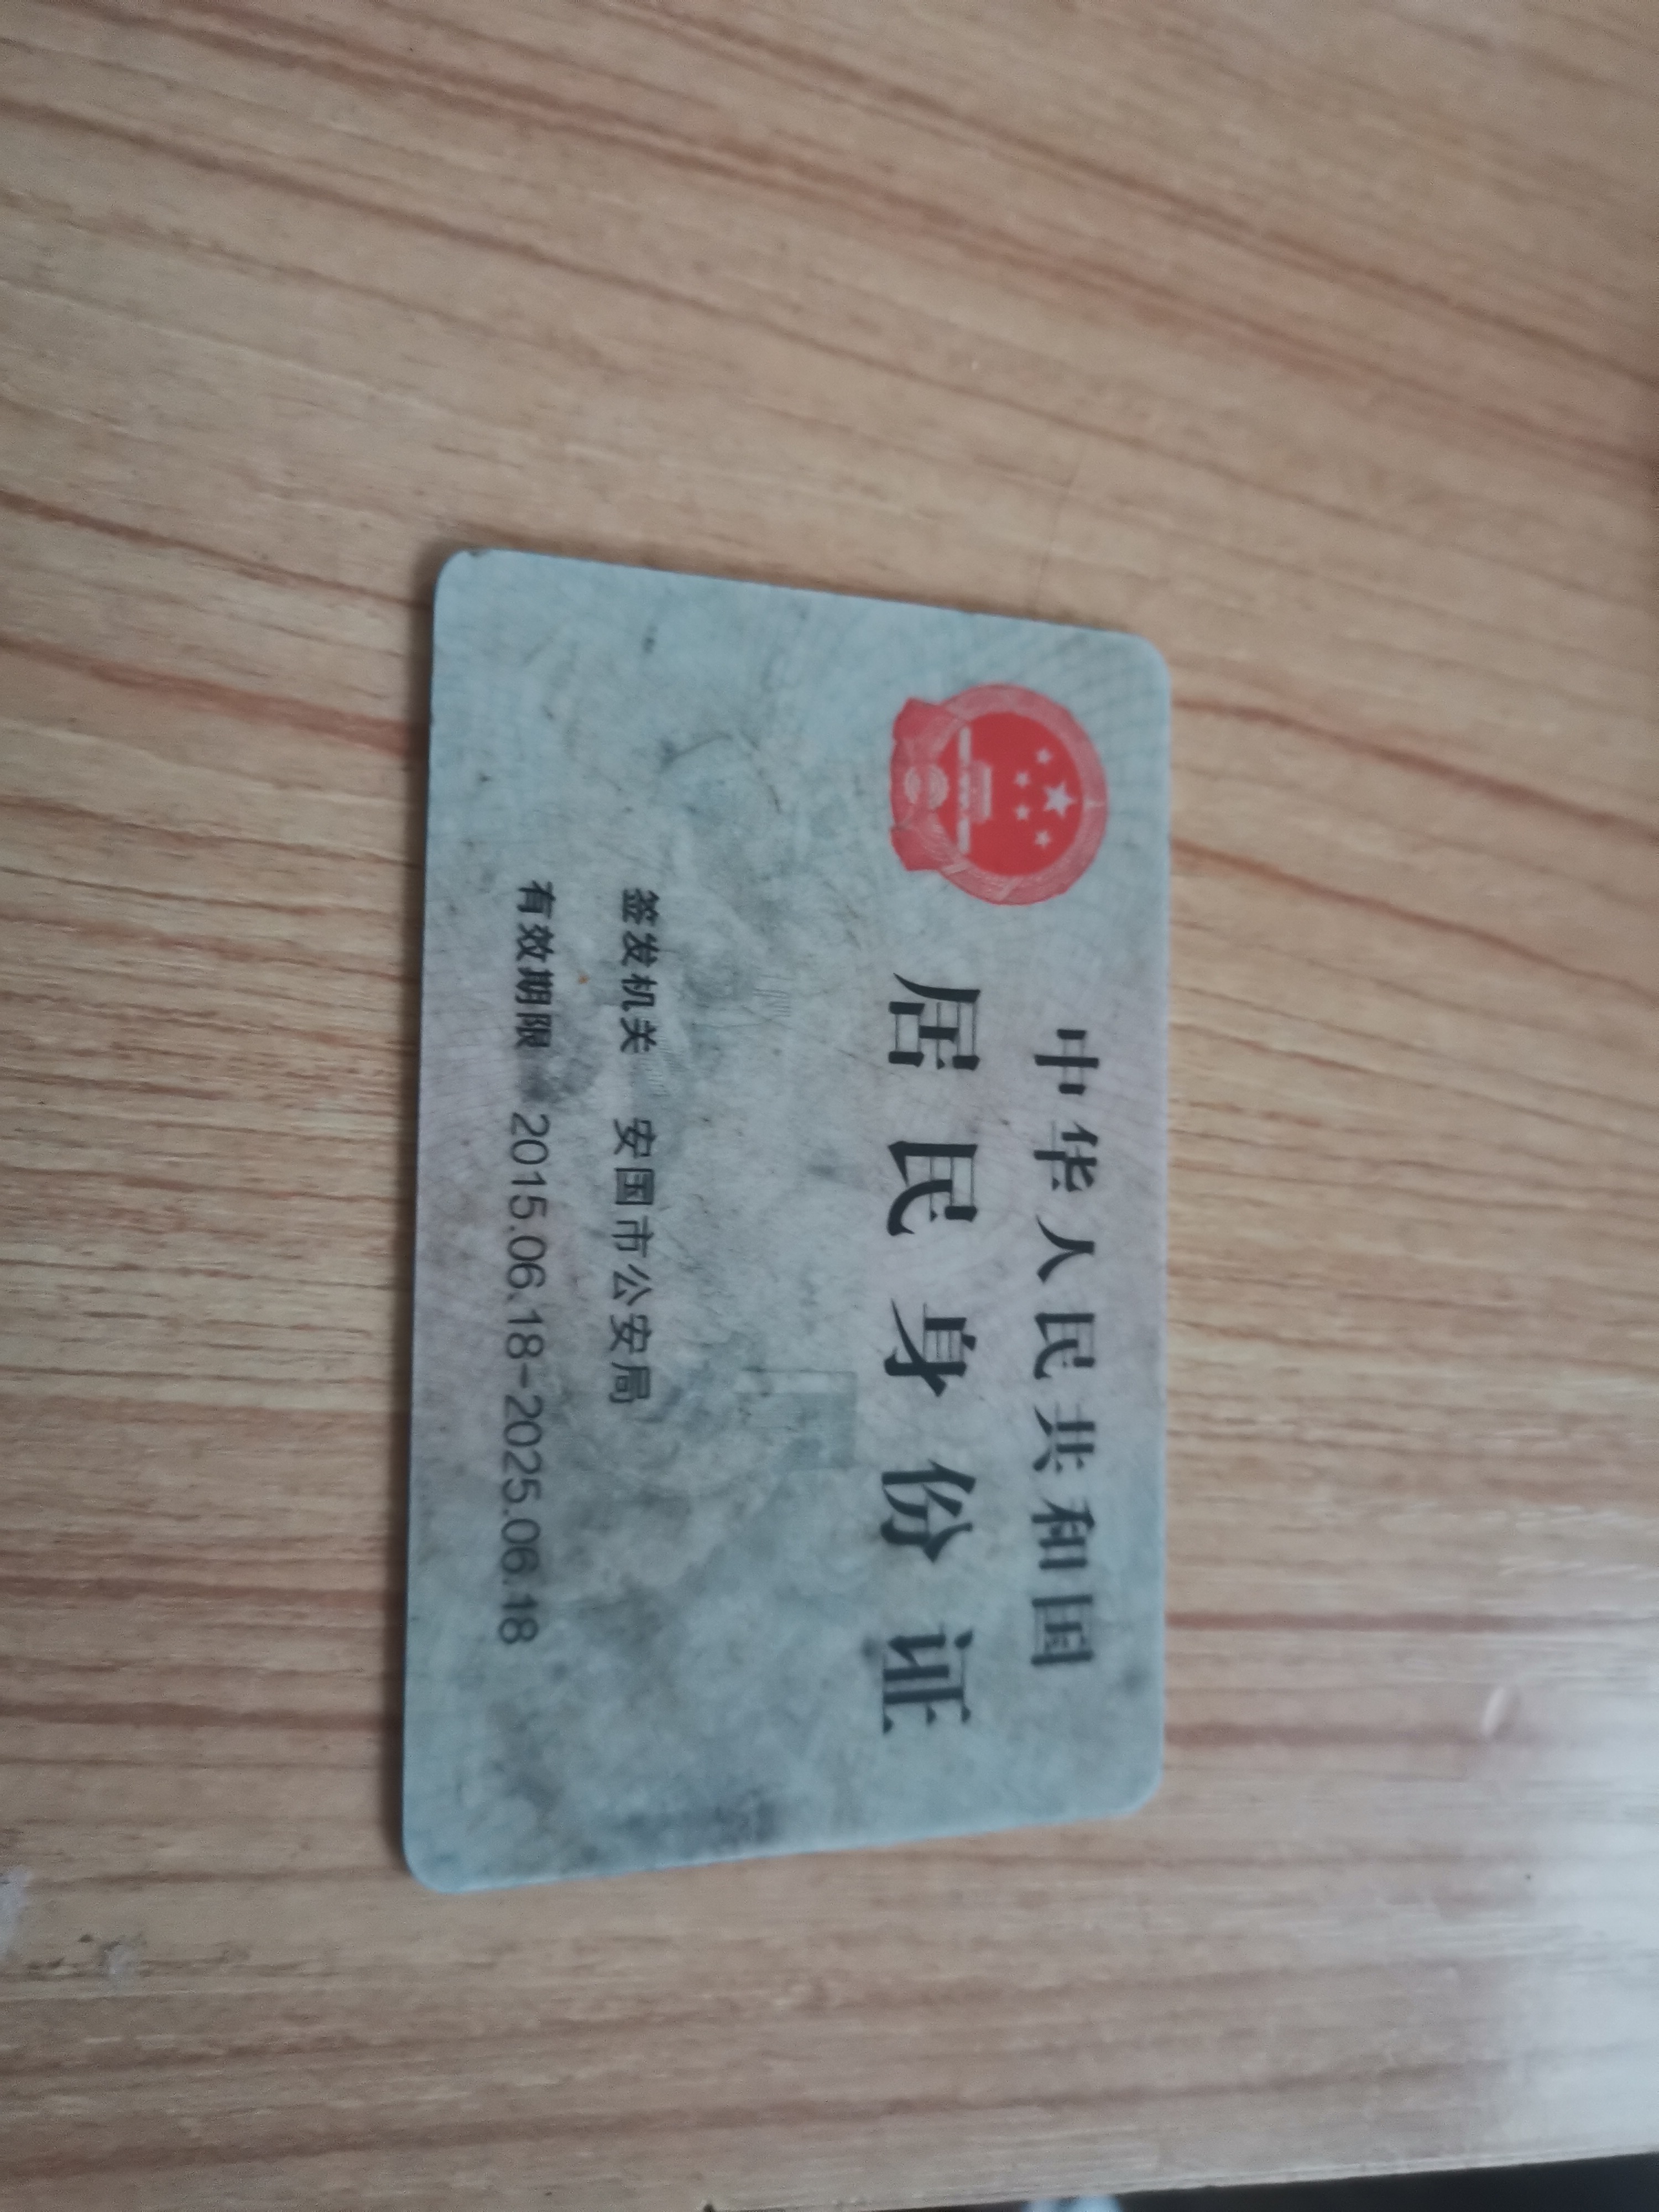 中华人民共和国
居民身份证
签发机关 安国市公安局
有效期限 2015.06.18-2025.06.18